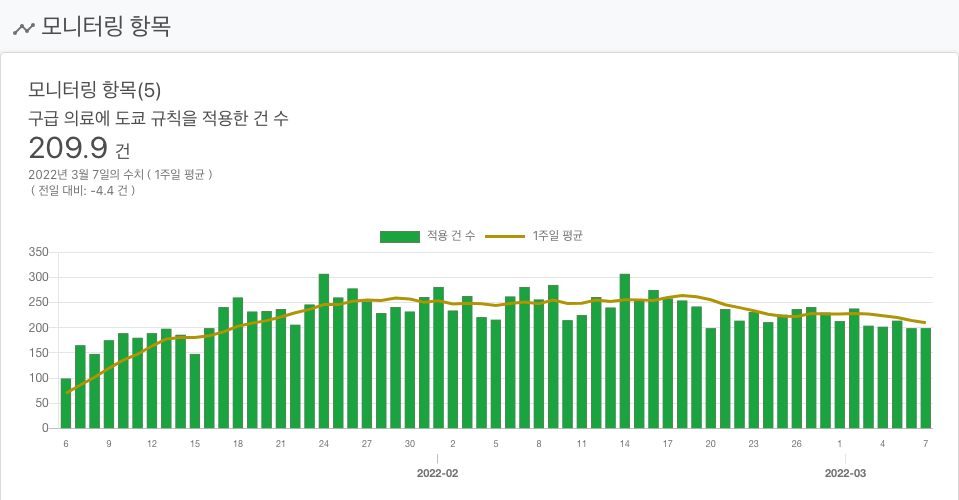 모니터링 항목
모니터링 항목(5)
구급 의료에 도쿄 규칙을 적용한 건 수
209.9 건
2022년 3월 7일의 수치 ( 1주일 평균 )
( 전일 대비: -4.4 건 )
적용 건 수 1주일 평균
350
300
250
200
150
100
50
0
6 9 12 15 18 21 24 27 30 2 5 8 11 14 17 20 23 26 1 4 7
2022-02 2022-03